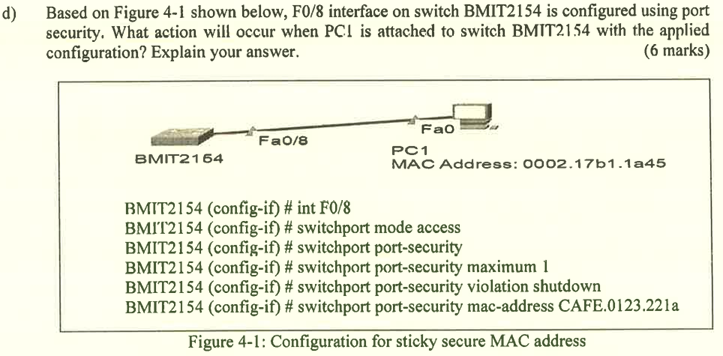 d) Based on Figure 4-1 shown below, F0/8 interface on switch BMIT2154 is configured using port
security. What action will occur when PC1 is attached to switch BMIT2154 with the applied
configuration? Explain your answer. (6 marks)
Fa0/8
Fa0
BMIT2154
PC1
MAC Address: 0002.17b1.1a45
BMIT2154 (config-if) # int F0/8
BMIT2154 (config-if) # switchport mode access
BMIT2154 (config-if) # switchport port-security
BMIT2154 (config-if) # switchport port-security maximum 1
BMIT2154 (config-if) # switchport port-security violation shutdown
BMIT2154 (config-if) # switchport port-security mac-address CAFE.0123.221a
Figure 4-1: Configuration for sticky secure MAC address